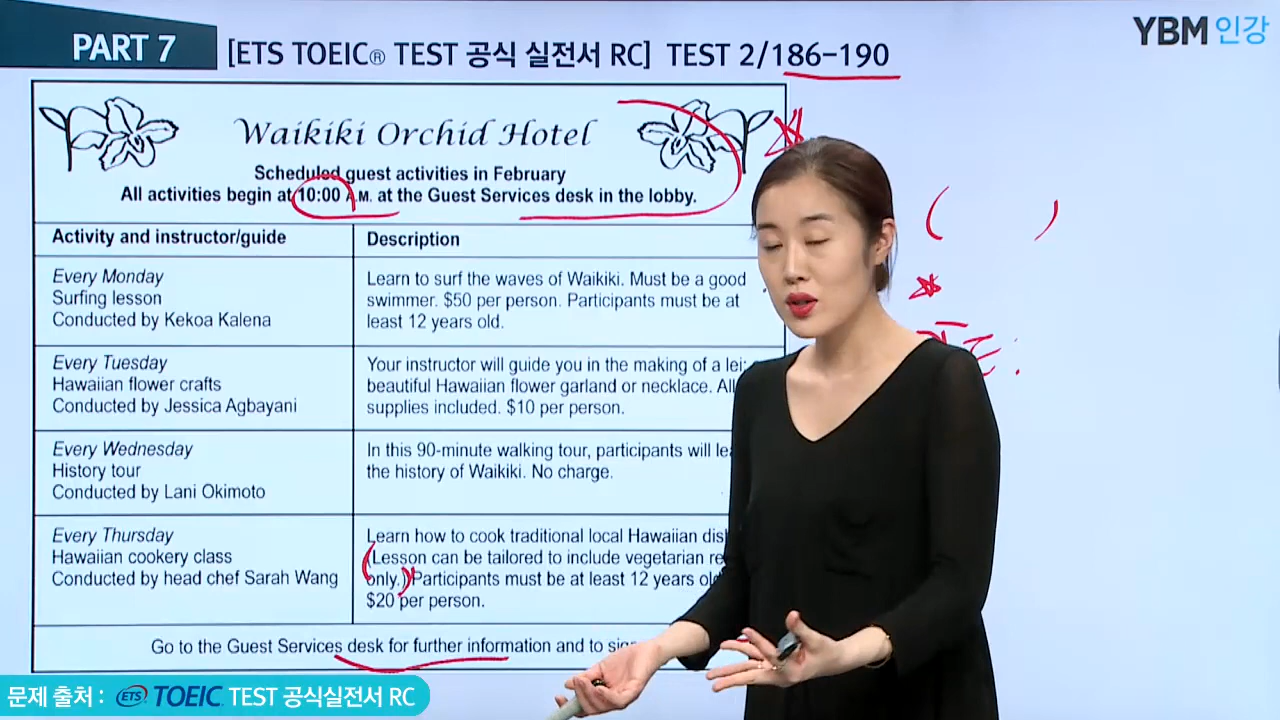 PART 7
[ETS TOEIC® TEST 공식 실전서 RC] TEST 2/186-190
YBM 인강
Waikiki Orchid Hotel
Scheduled guest activities in February
All activities begin at 10:00 A.M. at the Guest Services desk in the lobby.
Activity and instructor/guide
Description
Every Monday
Surfing lesson
Conducted by Kekoa Kalena
Learn to surf the waves of Waikiki. Must be a good
swimmer. $50 per person. Participants must be at
least 12 years old.
Every Tuesday
Hawaiian flower crafts
Conducted by Jessica Agbayani
Your instructor will guide you in the making of a lei:
beautiful Hawaiian flower garland or necklace. All
supplies included. $10 per person.
Every Wednesday
History tour
Conducted by Lani Okimoto
In this 90-minute walking tour, participants will
the history of Waikiki. No charge.
Every Thursday
Hawaiian cookery class
Conducted by head chef Sarah Wang
Learn how to cook traditional local Hawaiian
(Lesson can be tailored to include vegetarian
only.) Participants must be at least 12 years
$20 per person.
Go to the Guest Services desk for further information and to
문제 출처 : ETS TOEIC TEST 공식실전서 RC